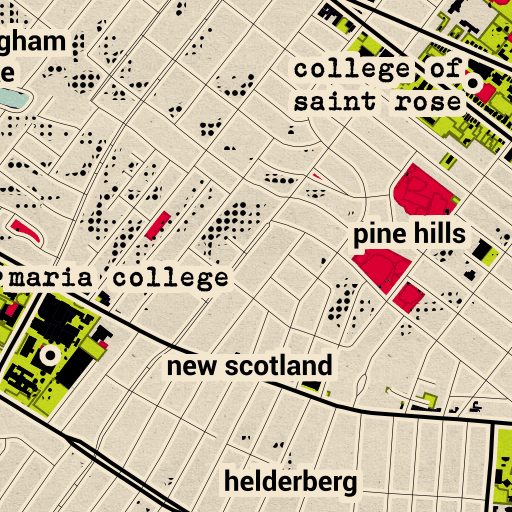 college of
saint rose
pine hills
maria college
new scotland
helderberg